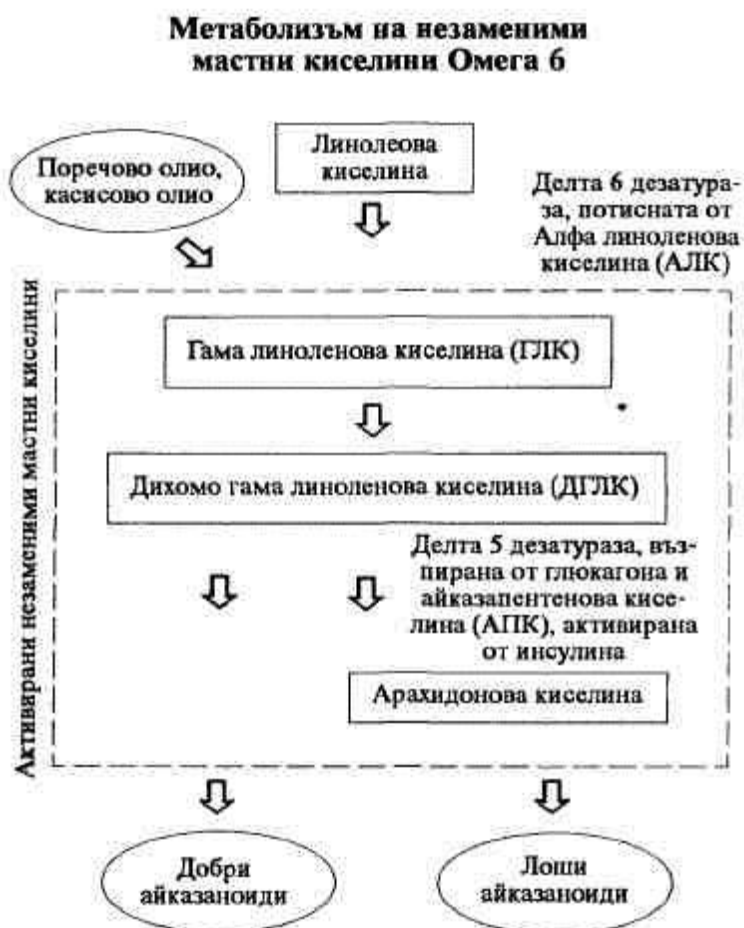 Метаболизъм на незаменими
мастни киселини Омега 6
Поречово олио,
касисово олио
Линолеова
киселина
Делта 6 дезатура-
за, потисната от
Алфа линоленова
киселина (АЛК)
Активирани незаменими мастни киселини
Гама линоленова киселина (ГЛК)
Дихомо гама линоленова киселина (ДГЛК)
Делта 5 дезатураза, въз-
пирана от глюкагона и
айказапентенова кисе-
лина (АПК), активирана
от инсулина
Арахидонова киселина
Добри
айказаноиди
Лоши
айказаноиди